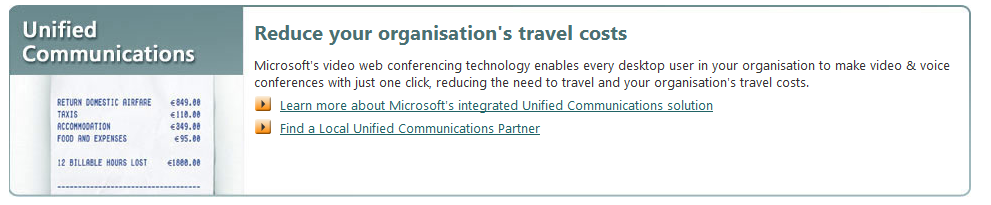 Unified
Communications
RETURN DOMESTIC AIRFARE €849.00
TAXIS €110.00
ACCOMMODATION €349.00
FOOD AND EXPENSES €95.00
12 BILLABLE HOURS LOST €1800.00
--------------------------------------
Reduce your organisation's travel costs
Microsoft's video web conferencing technology enables every desktop user in your organisation to make video & voice
conferences with just one click, reducing the need to travel and your organisation's travel costs.
Learn more about Microsoft's integrated Unified Communications solution
Find a Local Unified Communications Partner